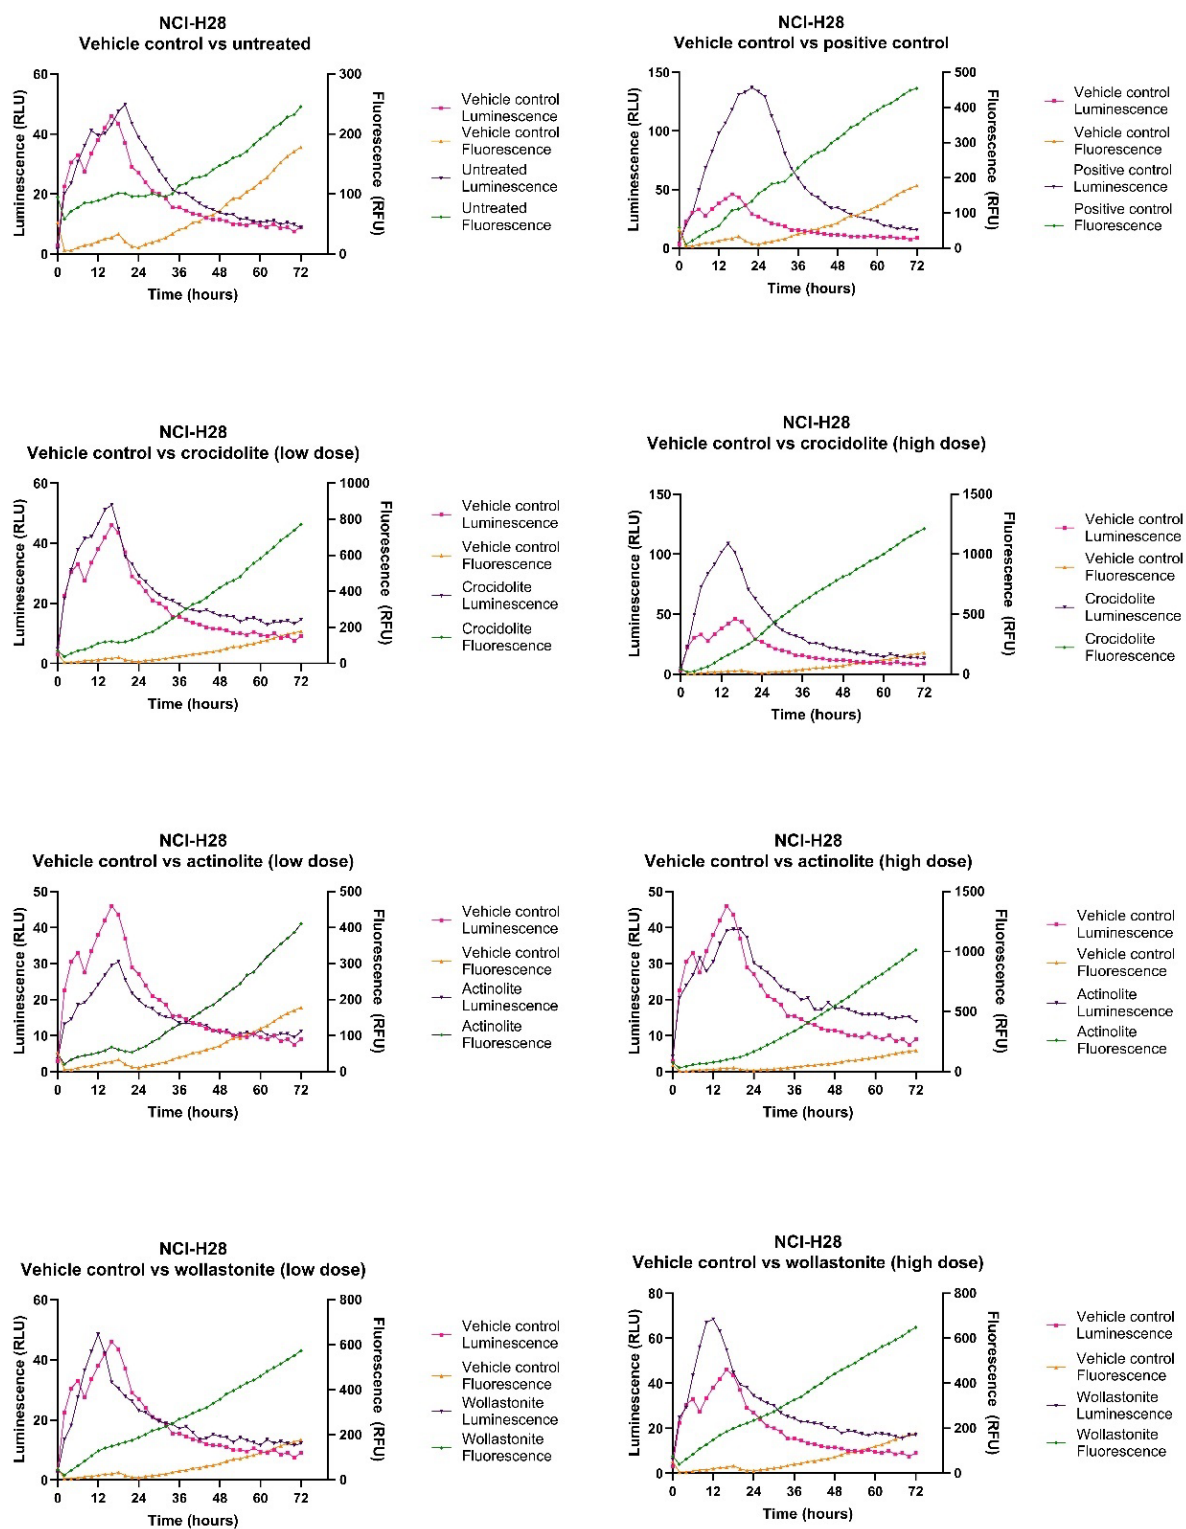 NCI-H28
Vehicle control vs untreated
Luminescence (RLU)
60
40
20
0
300
200
100
0
Fluorescence (RFU)
0 12 24 36 48 60 72
Time (hours)
Vehicle control
Luminescence
Vehicle control
Fluorescence
Untreated
Luminescence
Untreated
Fluorescence
NCI-H28
Vehicle control vs positive control
Luminescence (RLU)
150
100
50
0
500
400
300
200
100
0
Fluorescence (RFU)
0 12 24 36 48 60 72
Time (hours)
Vehicle control
Luminescence
Vehicle control
Fluorescence
Positive control
Luminescence
Positive control
Fluorescence
NCI-H28
Vehicle control vs crocidolite (low dose)
Luminescence (RLU)
60
40
20
0
1000
800
600
400
200
0
Fluorescence (RFU)
0 12 24 36 48 60 72
Time (hours)
Vehicle control
Luminescence
Vehicle control
Fluorescence
Crocidolite
Luminescence
Crocidolite
Fluorescence
NCI-H28
Vehicle control vs crocidolite (high dose)
Luminescence (RLU)
150
100
50
0
1500
1000
500
0
Fluorescence (RFU)
0 12 24 36 48 60 72
Time (hours)
Vehicle control
Luminescence
Vehicle control
Fluorescence
Crocidolite
Luminescence
Crocidolite
Fluorescence
NCI-H28
Vehicle control vs actinolite (low dose)
Luminescence (RLU)
50
40
30
20
10
0
500
400
300
200
100
0
Fluorescence (RFU)
0 12 24 36 48 60 72
Time (hours)
Vehicle control
Luminescence
Vehicle control
Fluorescence
Actinolite
Luminescence
Actinolite
Fluorescence
NCI-H28
Vehicle control vs actinolite (high dose)
Luminescence (RLU)
50
40
30
20
10
0
1500
1000
500
0
Fluorescence (RFU)
0 12 24 36 48 60 72
Time (hours)
Vehicle control
Luminescence
Vehicle control
Fluorescence
Actinolite
Luminescence
Actinolite
Fluorescence
NCI-H28
Vehicle control vs wollastonite (low dose)
Luminescence (RLU)
60
40
20
0
800
600
400
200
0
Fluorescence (RFU)
0 12 24 36 48 60 72
Time (hours)
Vehicle control
Luminescence
Vehicle control
Fluorescence
Wollastonite
Luminescence
Wollastonite
Fluorescence
NCI-H28
Vehicle control vs wollastonite (high dose)
Luminescence (RLU)
80
60
40
20
0
800
600
400
200
0
Fluorescence (RFU)
0 12 24 36 48 60 72
Time (hours)
Vehicle control
Luminescence
Vehicle control
Fluorescence
Wollastonite
Luminescence
Wollastonite
Fluorescence